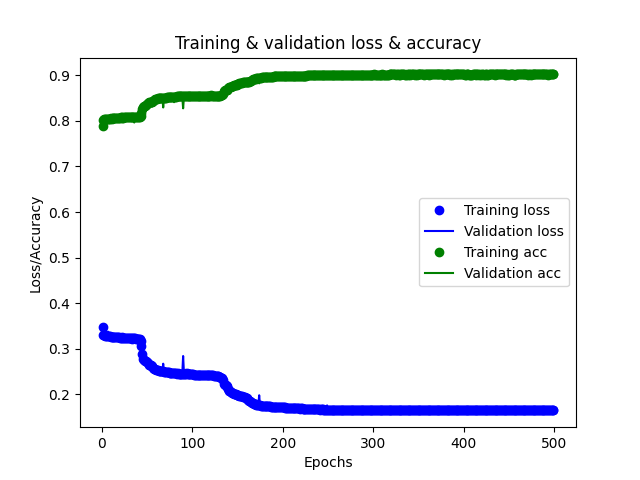 Training & validation loss & accuracy
Loss/Accuracy
0.9
0.8
0.7
0.6
0.5
0.4
0.3
0.2
Training loss
Validation loss
Training acc
Validation acc
0
100
200
300
400
500
Epochs